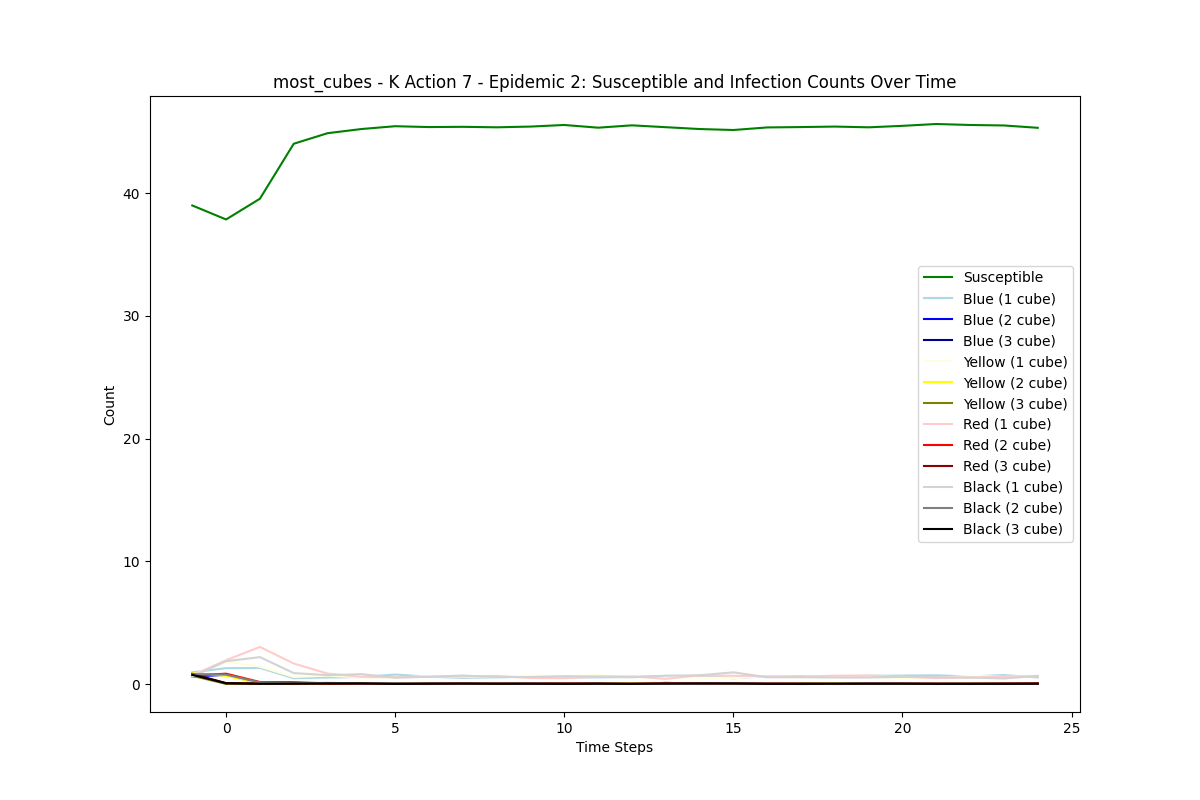 most_cubes - K Action 7 - Epidemic 2: Susceptible and Infection Counts Over Time
Count
40
30
20
10
0
0
5
10
15
20
25
Time Steps
Susceptible
Blue (1 cube)
Blue (2 cube)
Blue (3 cube)
Yellow (1 cube)
Yellow (2 cube)
Yellow (3 cube)
Red (1 cube)
Red (2 cube)
Red (3 cube)
Black (1 cube)
Black (2 cube)
Black (3 cube)